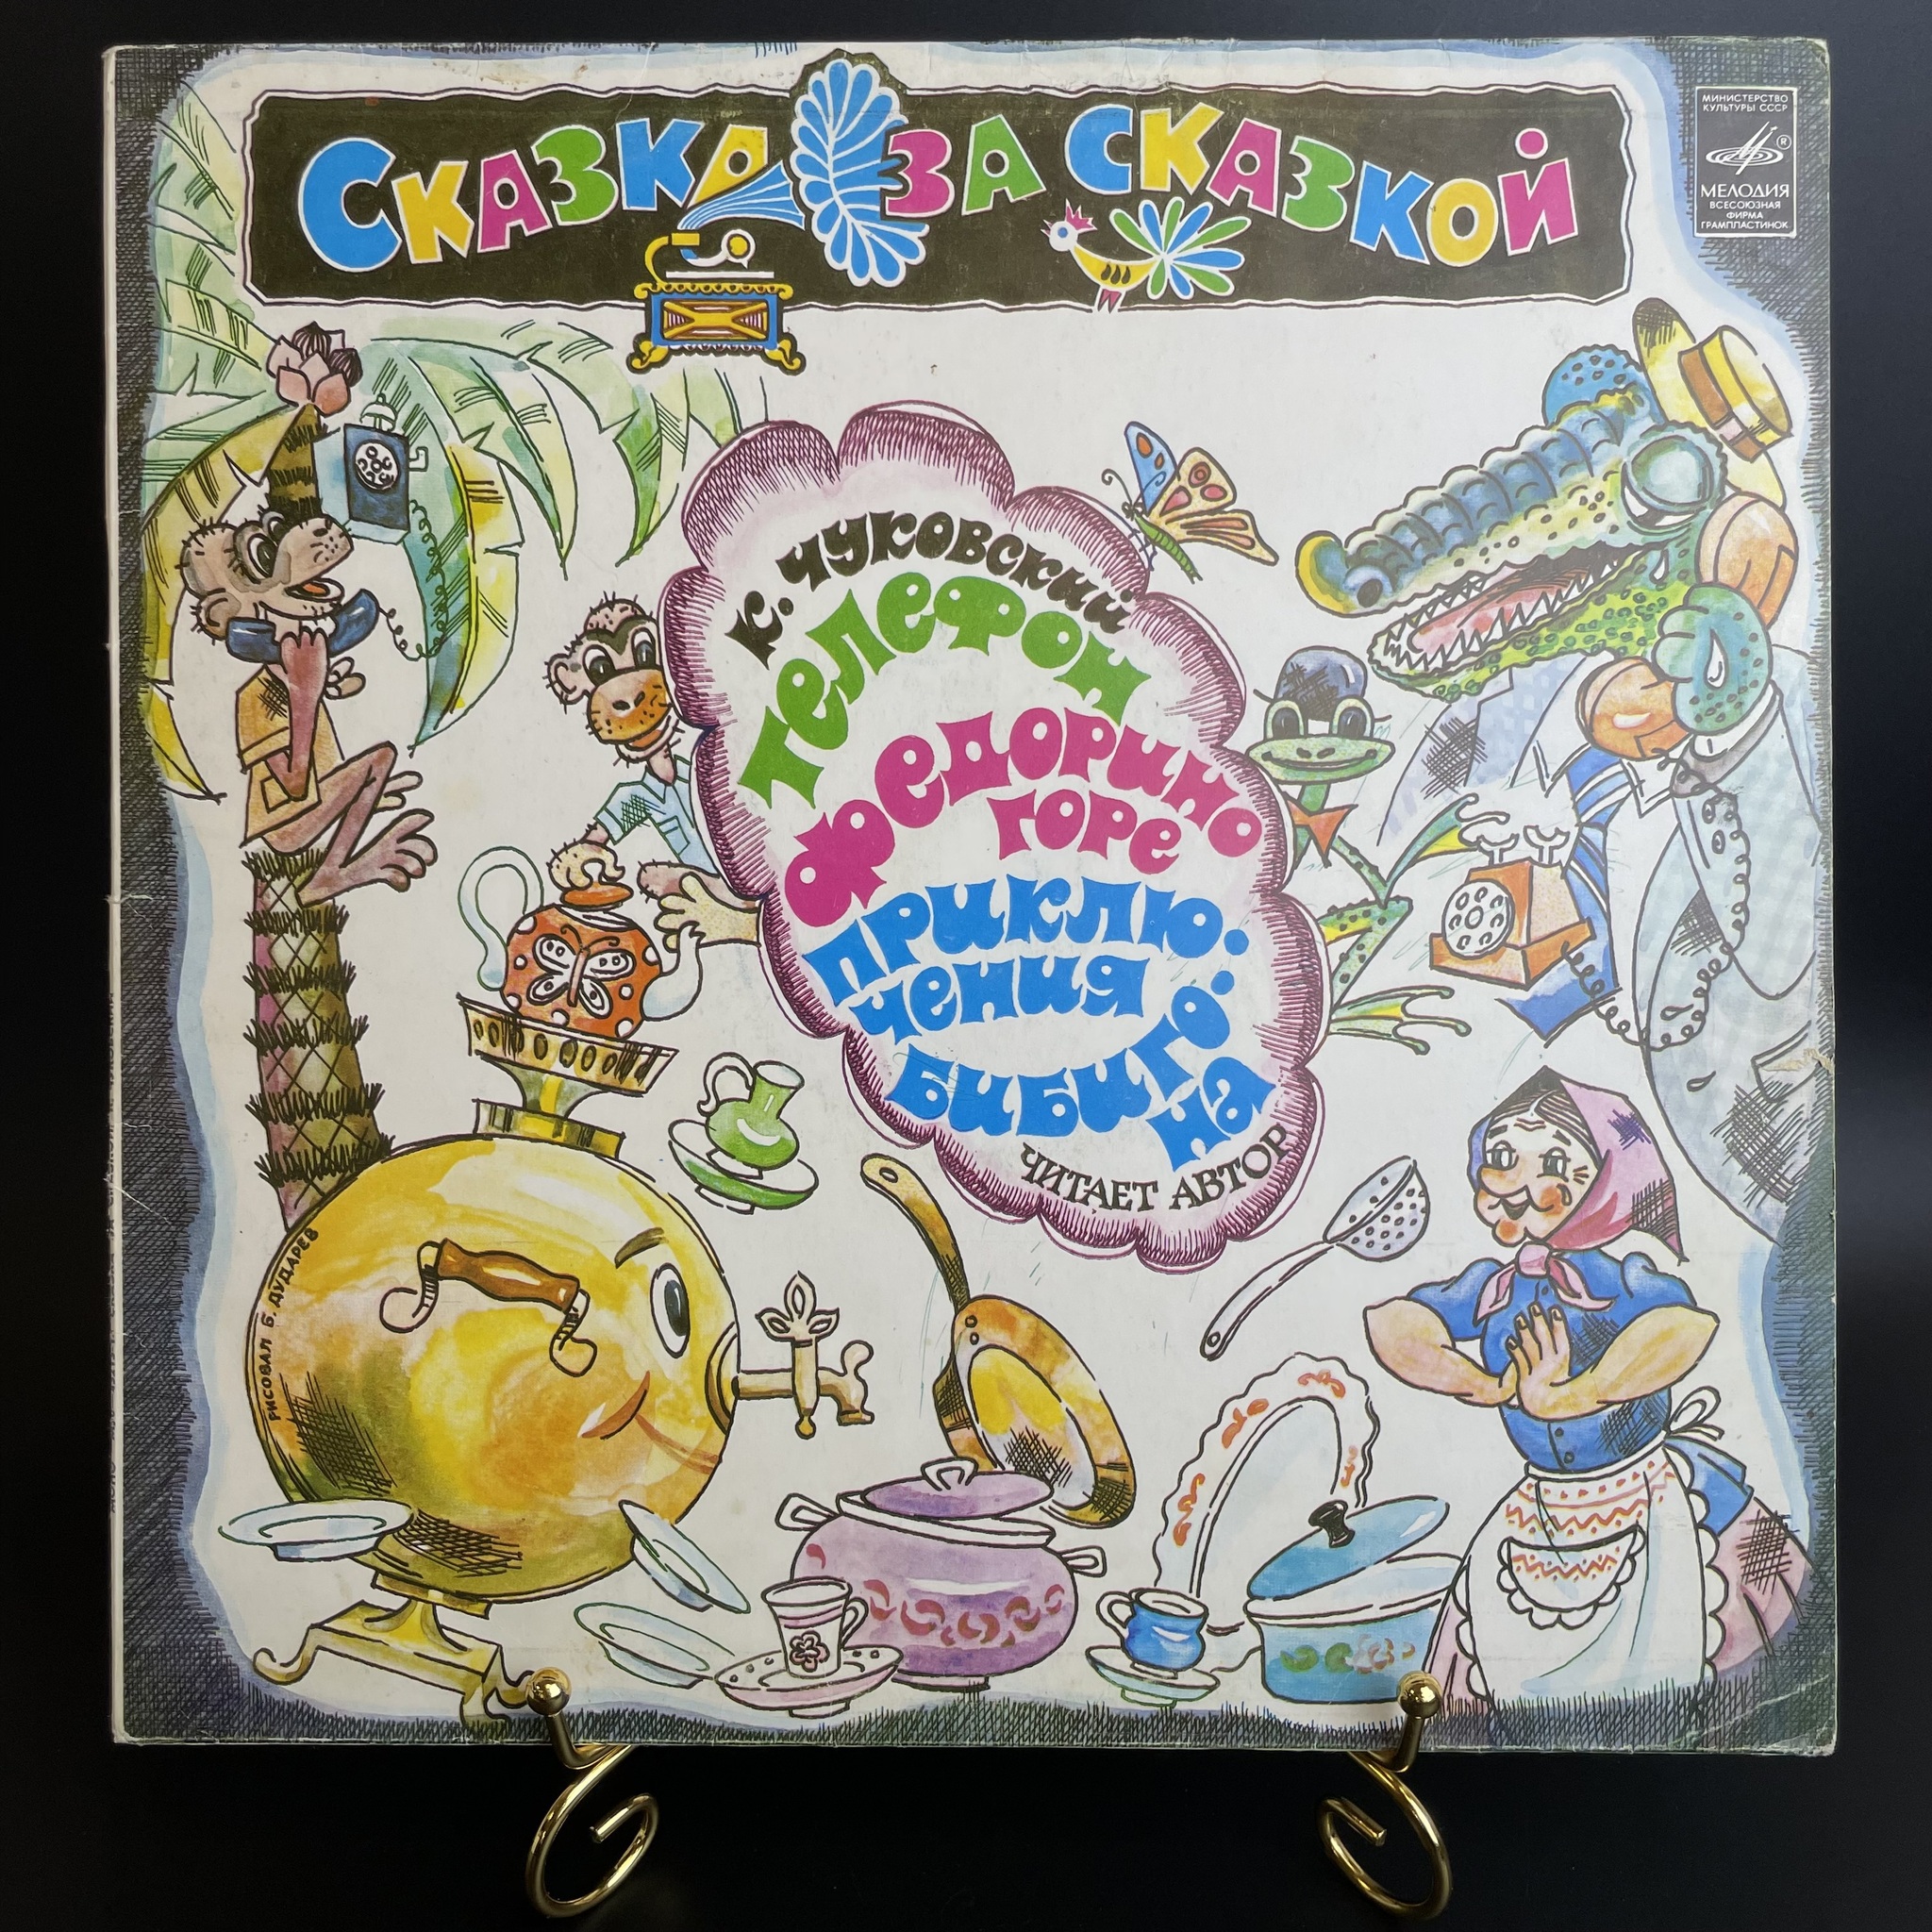 Сказка за сказкой
МИНИСТЕРСТВО
КУЛЬТУРЫ СССР
®
МЕЛОДИЯ
ВСЕСОЮЗНАЯ
ФИРМА
ГРАМПЛАСТИНОК
К. ЧУКОВСКИЙ
ТЕЛЕФОН
ФЕДОРИНО
ГОРЕ
ПРИКЛЮ-
ЧЕНИЯ
БИБИГО-
НА
ЧИТАЕТ АВТОР
РИСОВАЛ Б. ДУДАРЕВ